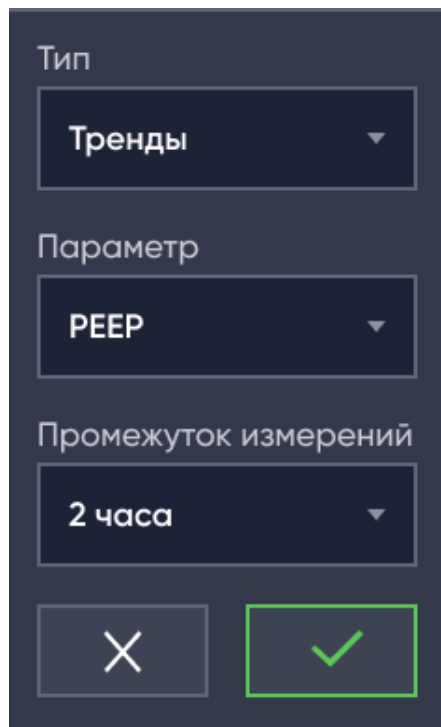 Тип
Тренды
Параметр
PEEP
Промежуток измерений
2 часа